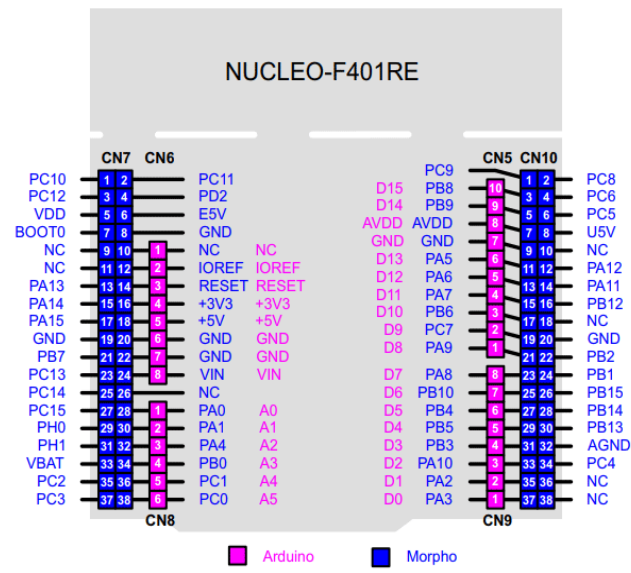 NUCLEO-F401RE
CN7 CN6 CN5 CN10
PC9
PC10 1 2 PC11 D15 PB8 10 1 2 PC8
PC12 3 4 PD2 D14 PB9 9 3 4 PC6
VDD 5 6 E5V AVDD AVDD 8 5 6 PC5
BOOT0 7 8 GND GND GND 7 7 8 U5V
NC 9 10 1 NC NC D13 PA5 6 9 10 NC
NC 11 12 2 IOREF IOREF D12 PA6 5 11 12 PA12
PA13 13 14 3 RESET RESET D11 PA7 4 13 14 PA11
PA14 15 16 4 +3V3 +3V3 D10 PB6 3 15 16 PB12
PA15 17 18 5 +5V +5V D9 PC7 2 17 18 NC
GND 19 20 6 GND GND D8 PA9 1 19 20 GND
PB7 21 22 7 GND GND 21 22 PB2
PC13 23 24 8 VIN VIN D7 PA8 8 23 24 PB1
PC14 25 26 NC D6 PB10 7 25 26 PB15
PC15 27 28 1 PA0 A0 D5 PB4 6 27 28 PB14
PH0 29 30 2 PA1 A1 D4 PB5 5 29 30 PB13
PH1 31 32 3 PA4 A2 D3 PB3 4 31 32 AGND
VBAT 33 34 4 PB0 A3 D2 PA10 3 33 34 PC4
PC2 35 36 5 PC1 A4 D1 PA2 2 35 36 NC
PC3 37 38 6 PC0 A5 D0 PA3 1 37 38 NC
CN8 CN9
Arduino Morpho